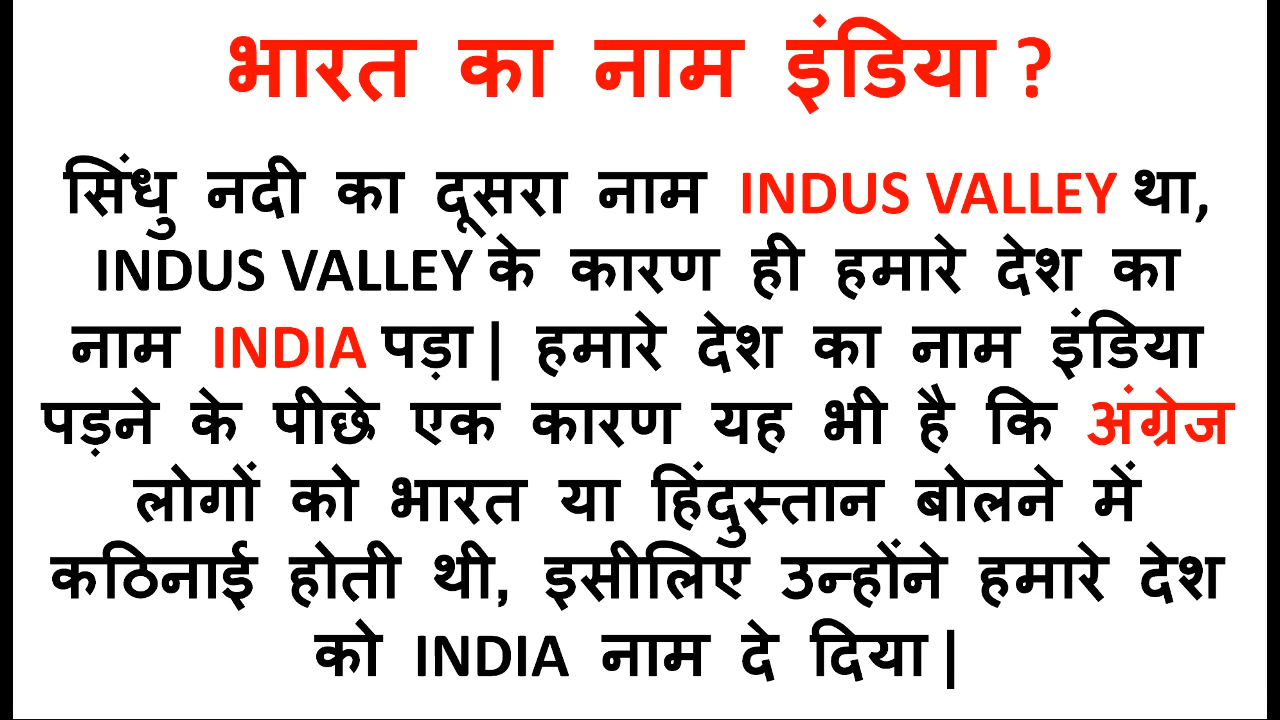 भारत का नाम इंडिया ?
सिंधु नदी का दूसरा नाम INDUS VALLEY था,
INDUS VALLEY के कारण ही हमारे देश का
नाम INDIA पड़ा |  हमारे देश का नाम इंडिया
पड़ने के पीछे एक कारण यह भी है कि अंग्रेज
लोगों को भारत या हिंदुस्तान बोलने में
कठिनाई होती थी, इसीलिए उन्होंने हमारे देश
को INDIA नाम दे दिया |